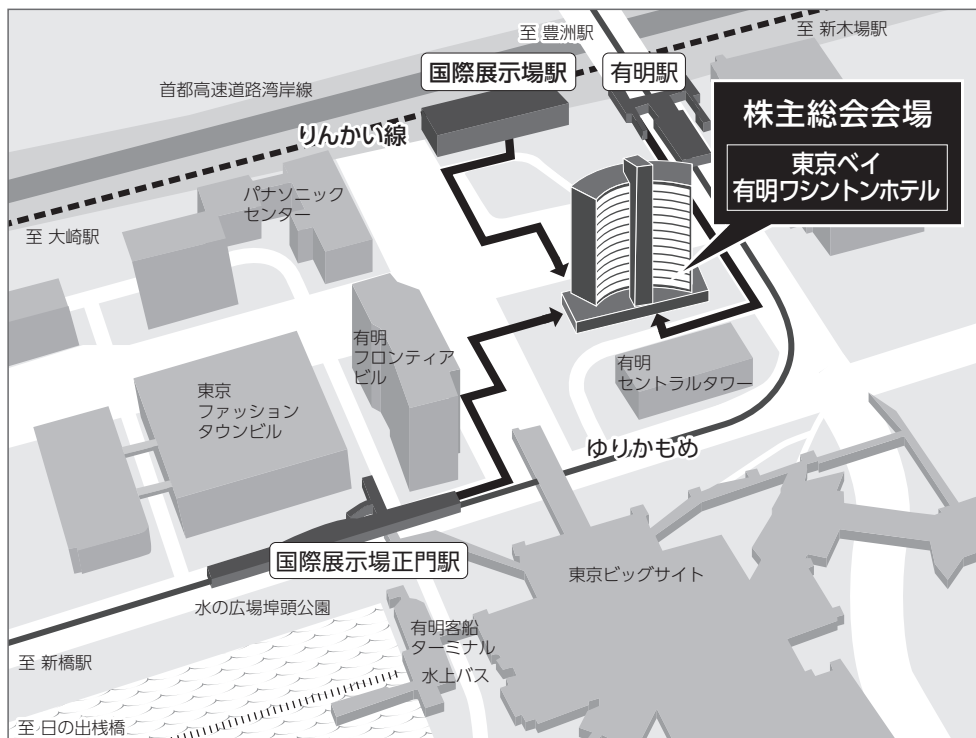 至 豊洲駅
至 新木場駅
国際展示場駅
有明駅
首都高速道路湾岸線
株主総会会場
東京ベイ
有明ワシントンホテル
りんかい線
パナソニック
センター
至 大崎駅
有明
フロンティア
ビル
有明
セントラルタワー
東京
ファッション
タウンビル
ゆりかもめ
国際展示場正門駅
東京ビッグサイト
水の広場埠頭公園
有明客船
ターミナル
水上バス
至 新橋駅
至 日の出桟橋